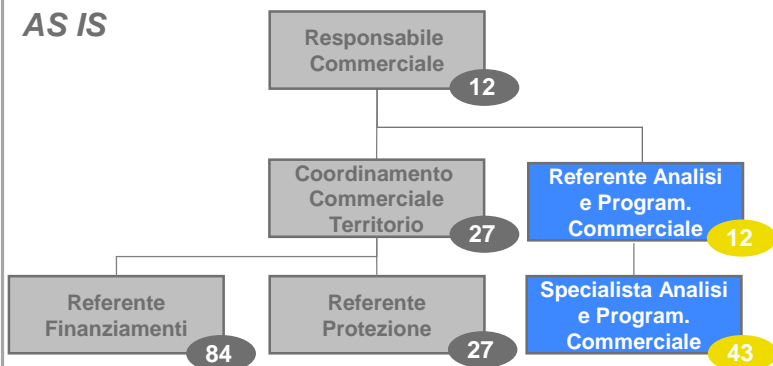 AS IS
Responsabile
Commerciale
12
Coordinamento
Commerciale
Territorio
27
Referente Analisi
e Program.
Commerciale
12
Referente
Finanziamenti
84
Referente
Protezione
27
Specialista Analisi
e Program.
Commerciale
43